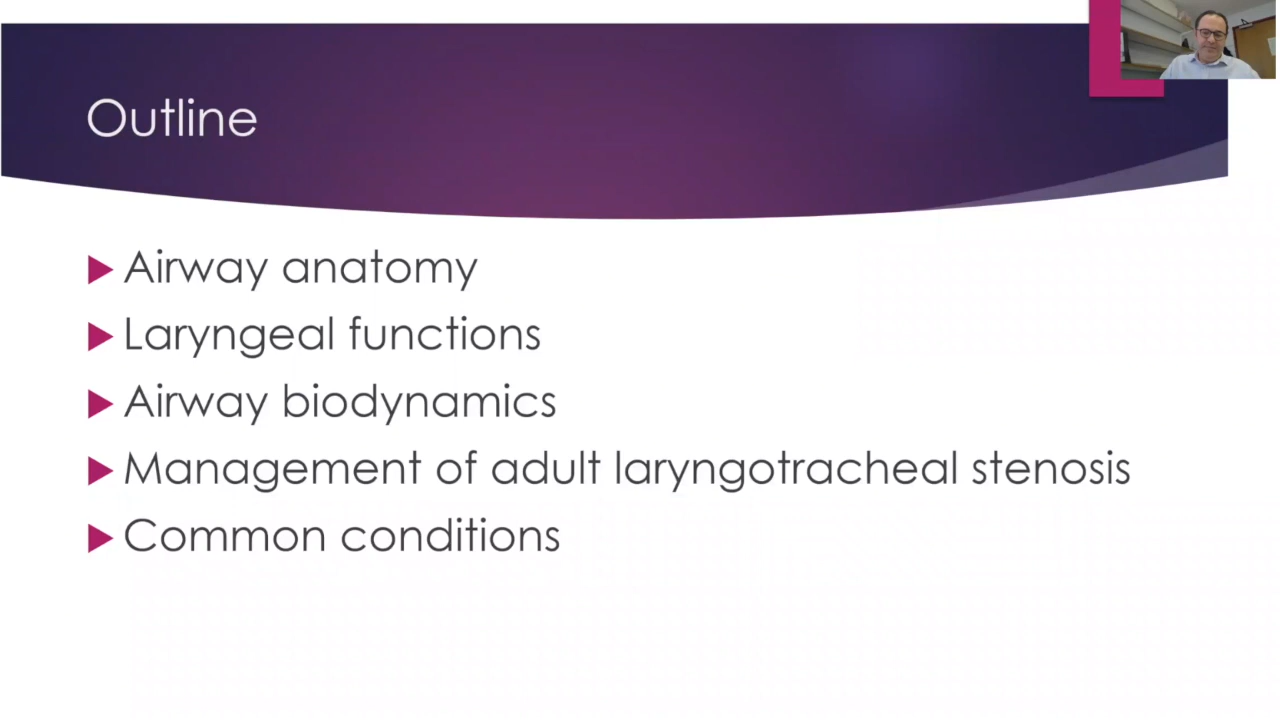 Outline
Airway anatomy
Laryngeal functions
Airway biodynamics
Management of adult laryngotracheal stenosis
Common conditions